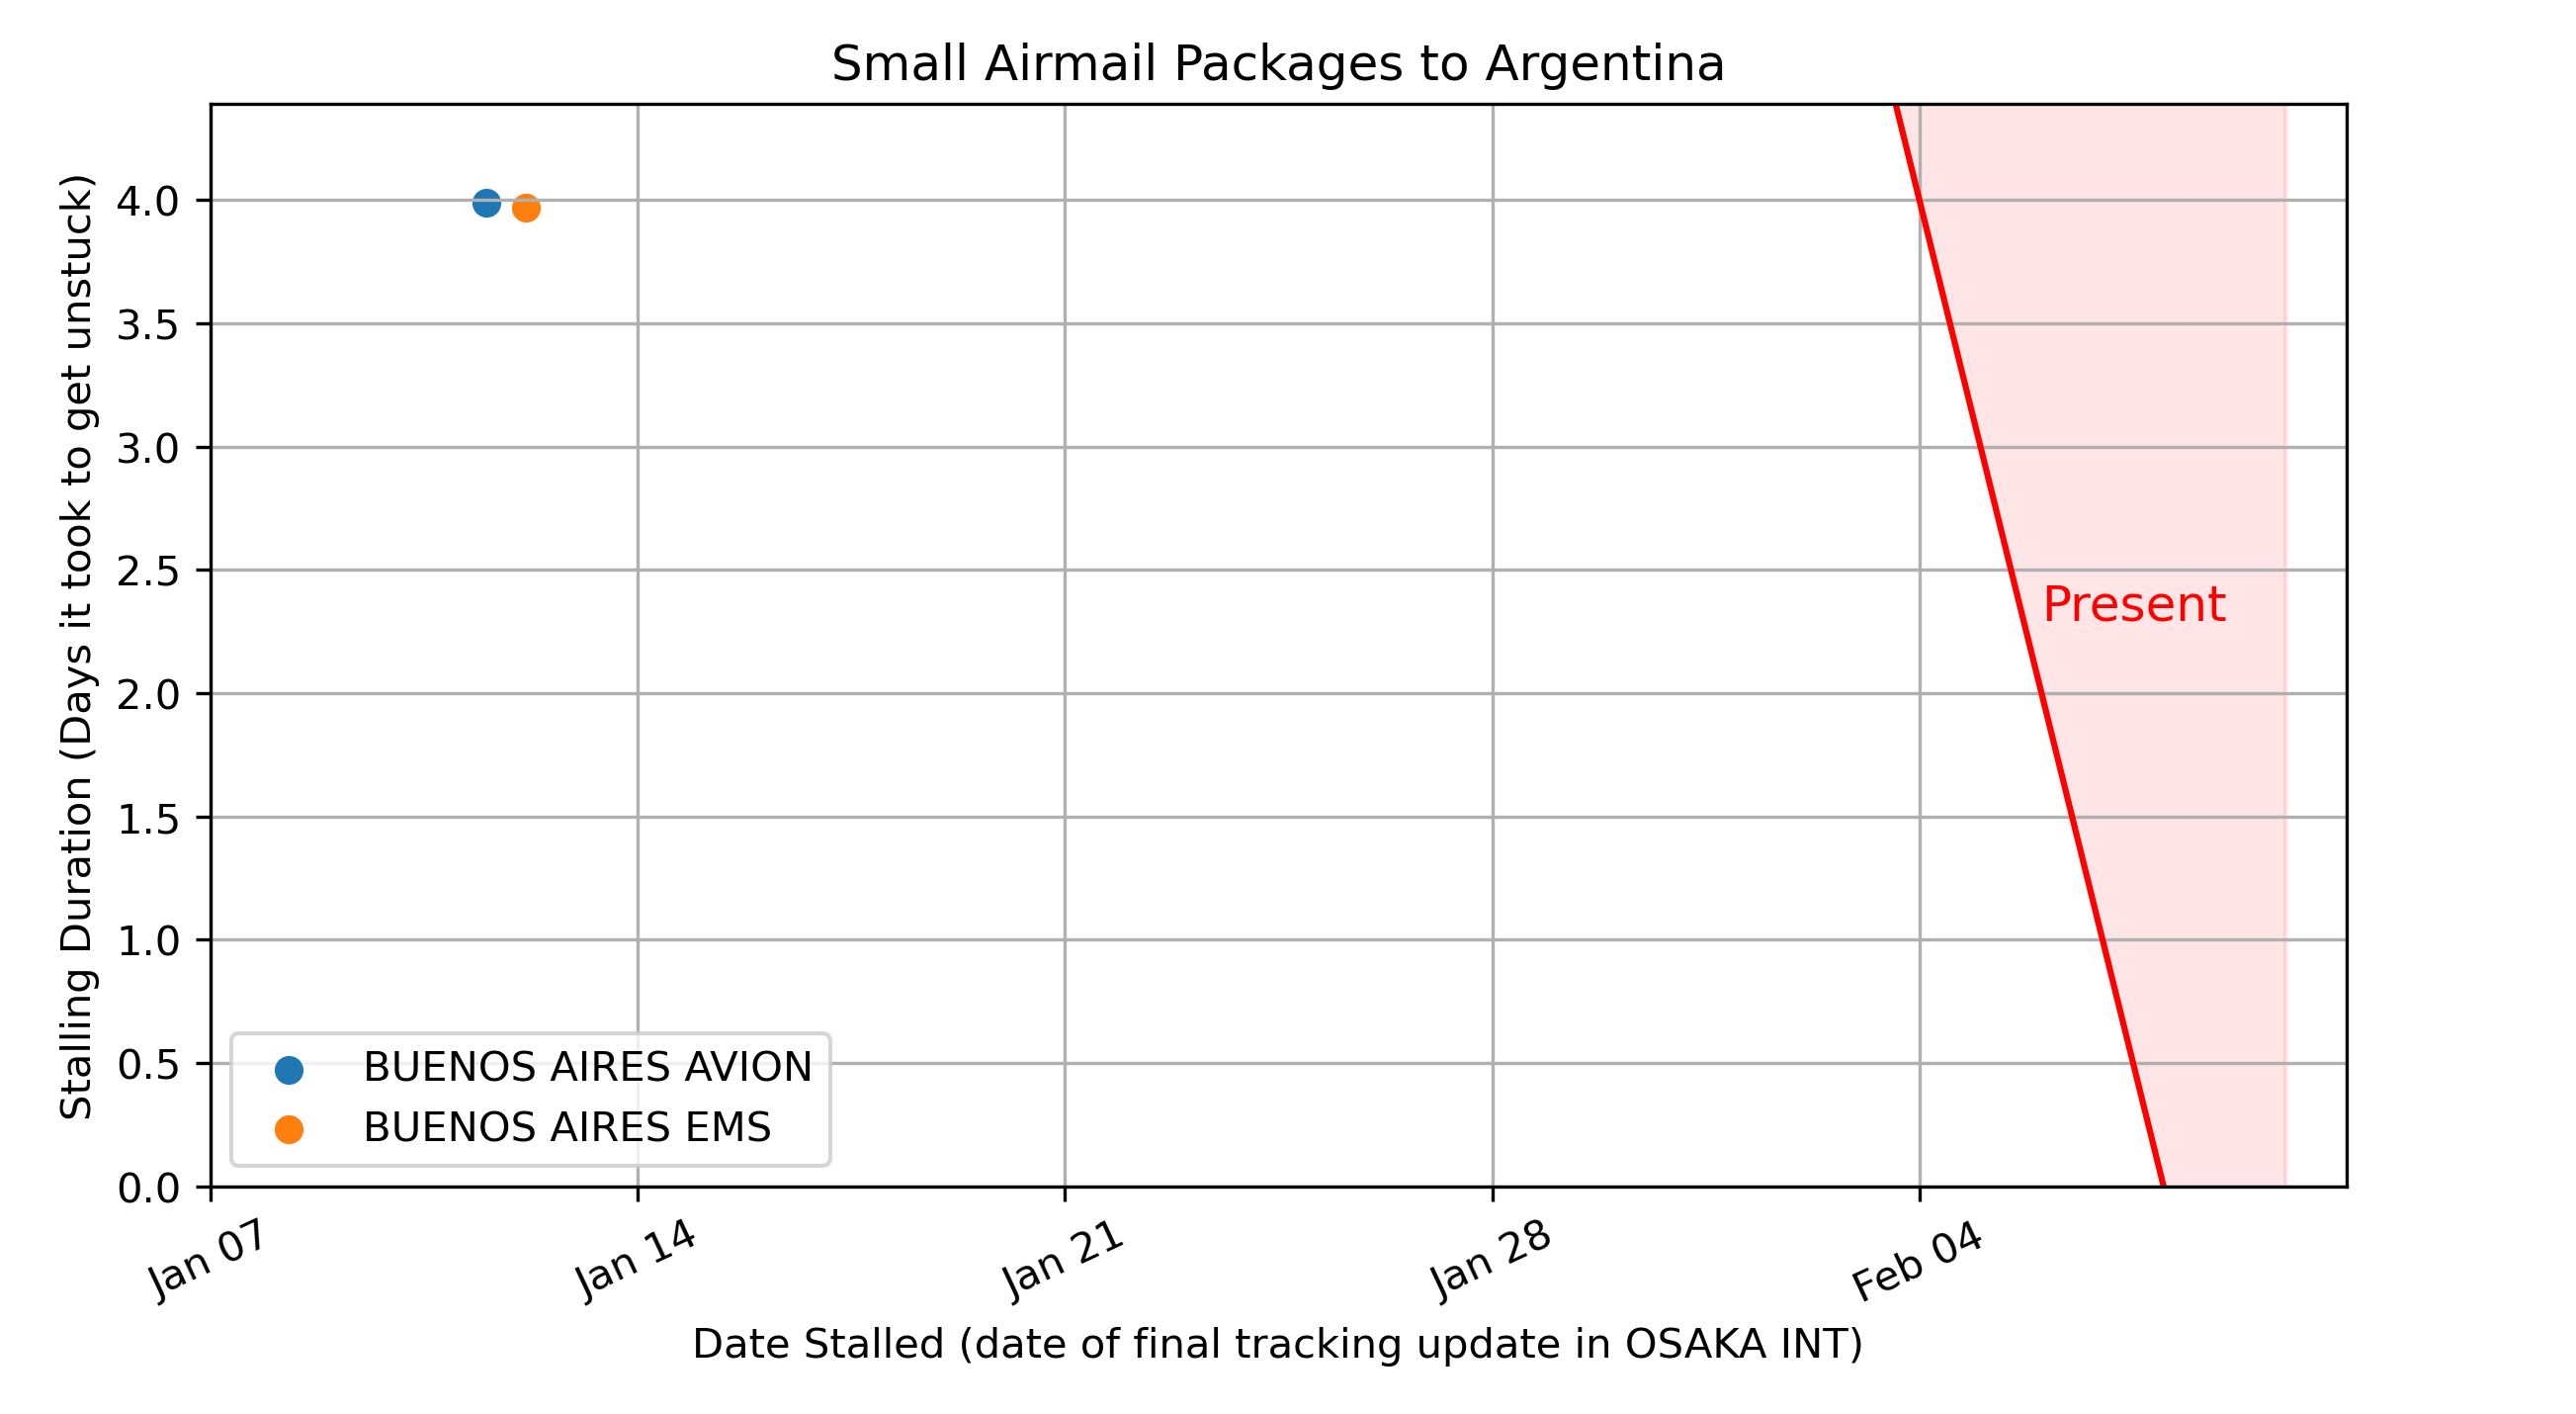 Small Airmail Packages to Argentina
Stalling Duration (Days it took to get unstuck)
4.0
3.5
3.0
2.5
2.0
1.5
1.0
0.5
0.0
Present
BUENOS AIRES AVION
BUENOS AIRES EMS
Jan 07
Jan 14
Jan 21
Jan 28
Feb 04
Date Stalled (date of final tracking update in OSAKA INT)